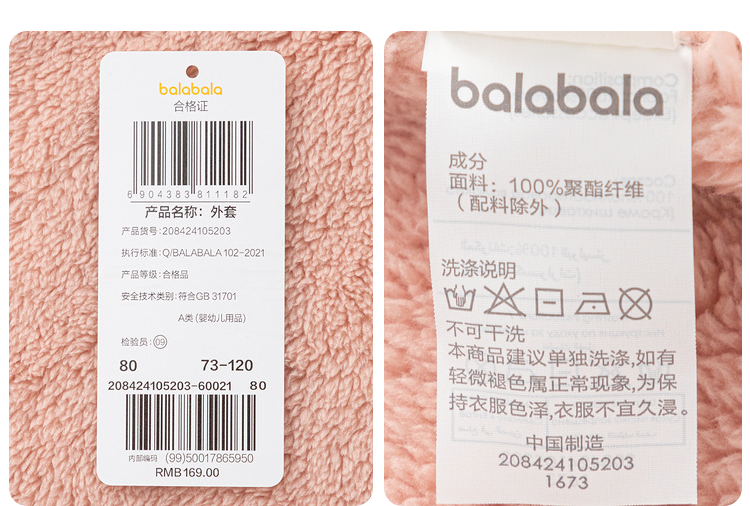 balabala
合格证
6 904383 811182
产品名称：外套
产品货号：208424105203
执行标准：Q/BALABALA 102-2021
产品等级：合格品
安全技术类别：符合GB 31701
A类 (婴幼儿用品)
检验员：09
80 73-120
208424105203-60021 80
内部编码 (99)50017865950
RMB169.00
balabala
成分
面料：100%聚酯纤维
（配料除外）
洗涤说明
不可干洗
本商品建议单独洗涤,如有
轻微褪色属正常现象,为保
持衣服色泽,衣服不宜久浸。
中国制造
208424105203
1673